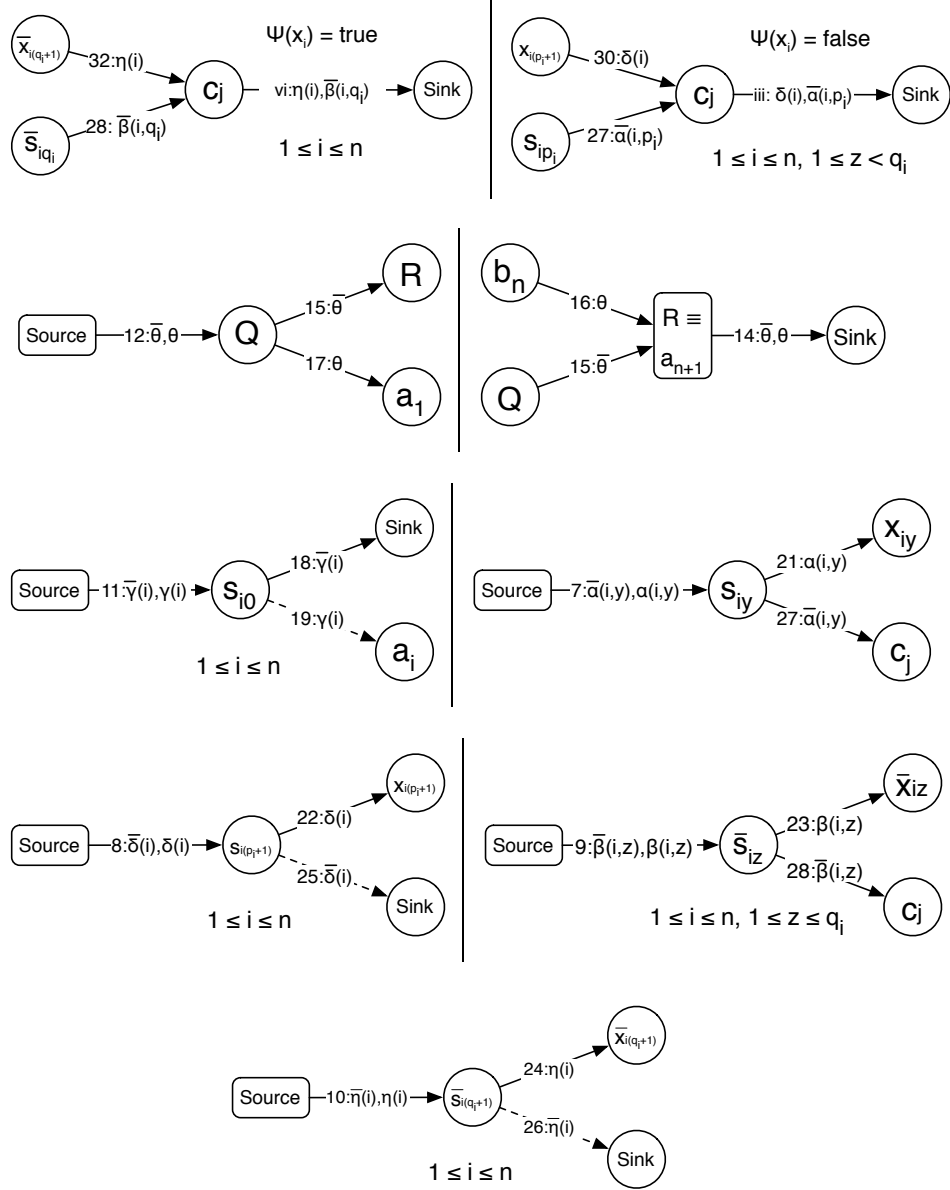 x̅i(qi+1)
32:η(i)
Ψ(xi) = true
cj
vi:η(i),β̅(i,qi)
Sink
s̅iqi
28: β̅(i,qi)
1 ≤ i ≤ n
xi(pi+1)
30:δ(i)
Ψ(xi) = false
cj
iii: δ(i),α̅(i,pi)
Sink
sipi
27:α̅(i,pi)
1 ≤ i ≤ n, 1 ≤ z < qi
Source
12:θ̅,θ
Q
15:θ̅
R
17:θ
a1
bn
16:θ
Q
15:θ̅
R ≡
an+1
14:θ̅,θ
Sink
Source
11:γ̅(i),γ(i)
si0
18:γ̅(i)
Sink
19:γ(i)
ai
1 ≤ i ≤ n
Source
7:α̅(i,y),α(i,y)
siy
21:α(i,y)
xiy
27:α̅(i,y)
cj
Source
8:δ̅(i),δ(i)
si(pi+1)
22:δ(i)
xi(pi+1)
25:δ̅(i)
Sink
1 ≤ i ≤ n
Source
9:β̅(i,z),β(i,z)
s̅iz
23:β(i,z)
x̅iz
28:β̅(i,z)
cj
1 ≤ i ≤ n, 1 ≤ z ≤ qi
Source
10:η̅(i),η(i)
s̅i(qi+1)
24:η(i)
x̅i(qi+1)
26:η̅(i)
Sink
1 ≤ i ≤ n